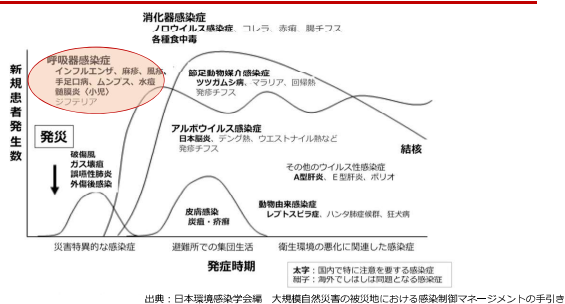 消化器感染症
ノロウイルス感染症、コレラ、赤痢、腸チフス
各種食中毒
新規患者発生数
呼吸器感染症
インフルエンザ、麻疹、風疹、
手足口病、ムンプス、水痘
髄膜炎（小児）
ジフテリア
節足動物媒介感染症
ツツガムシ病、マラリア、回帰熱
発疹チフス
発災
アルボウイルス感染症
日本脳炎、デング熱、ウエストナイル熱など
発疹チフス
結核
破傷風
ガス壊疽
誤嚥性肺炎
外傷後感染
その他のウイルス性感染症
A型肝炎、E型肝炎、ポリオ
皮膚感染
炭疽・疥癬
動物由来感染症
レプトスピラ症、ハンタ肺症候群、狂犬病
災害特異的な感染症
避難所での集団生活
衛生環境の悪化に関連した感染症
発症時期
太字：国内で特に注意を要する感染症
細字：海外でしばしば問題となる感染症
出典：日本環境感染学会編　大規模自然災害の被災地における感染制御マネージメントの手引き